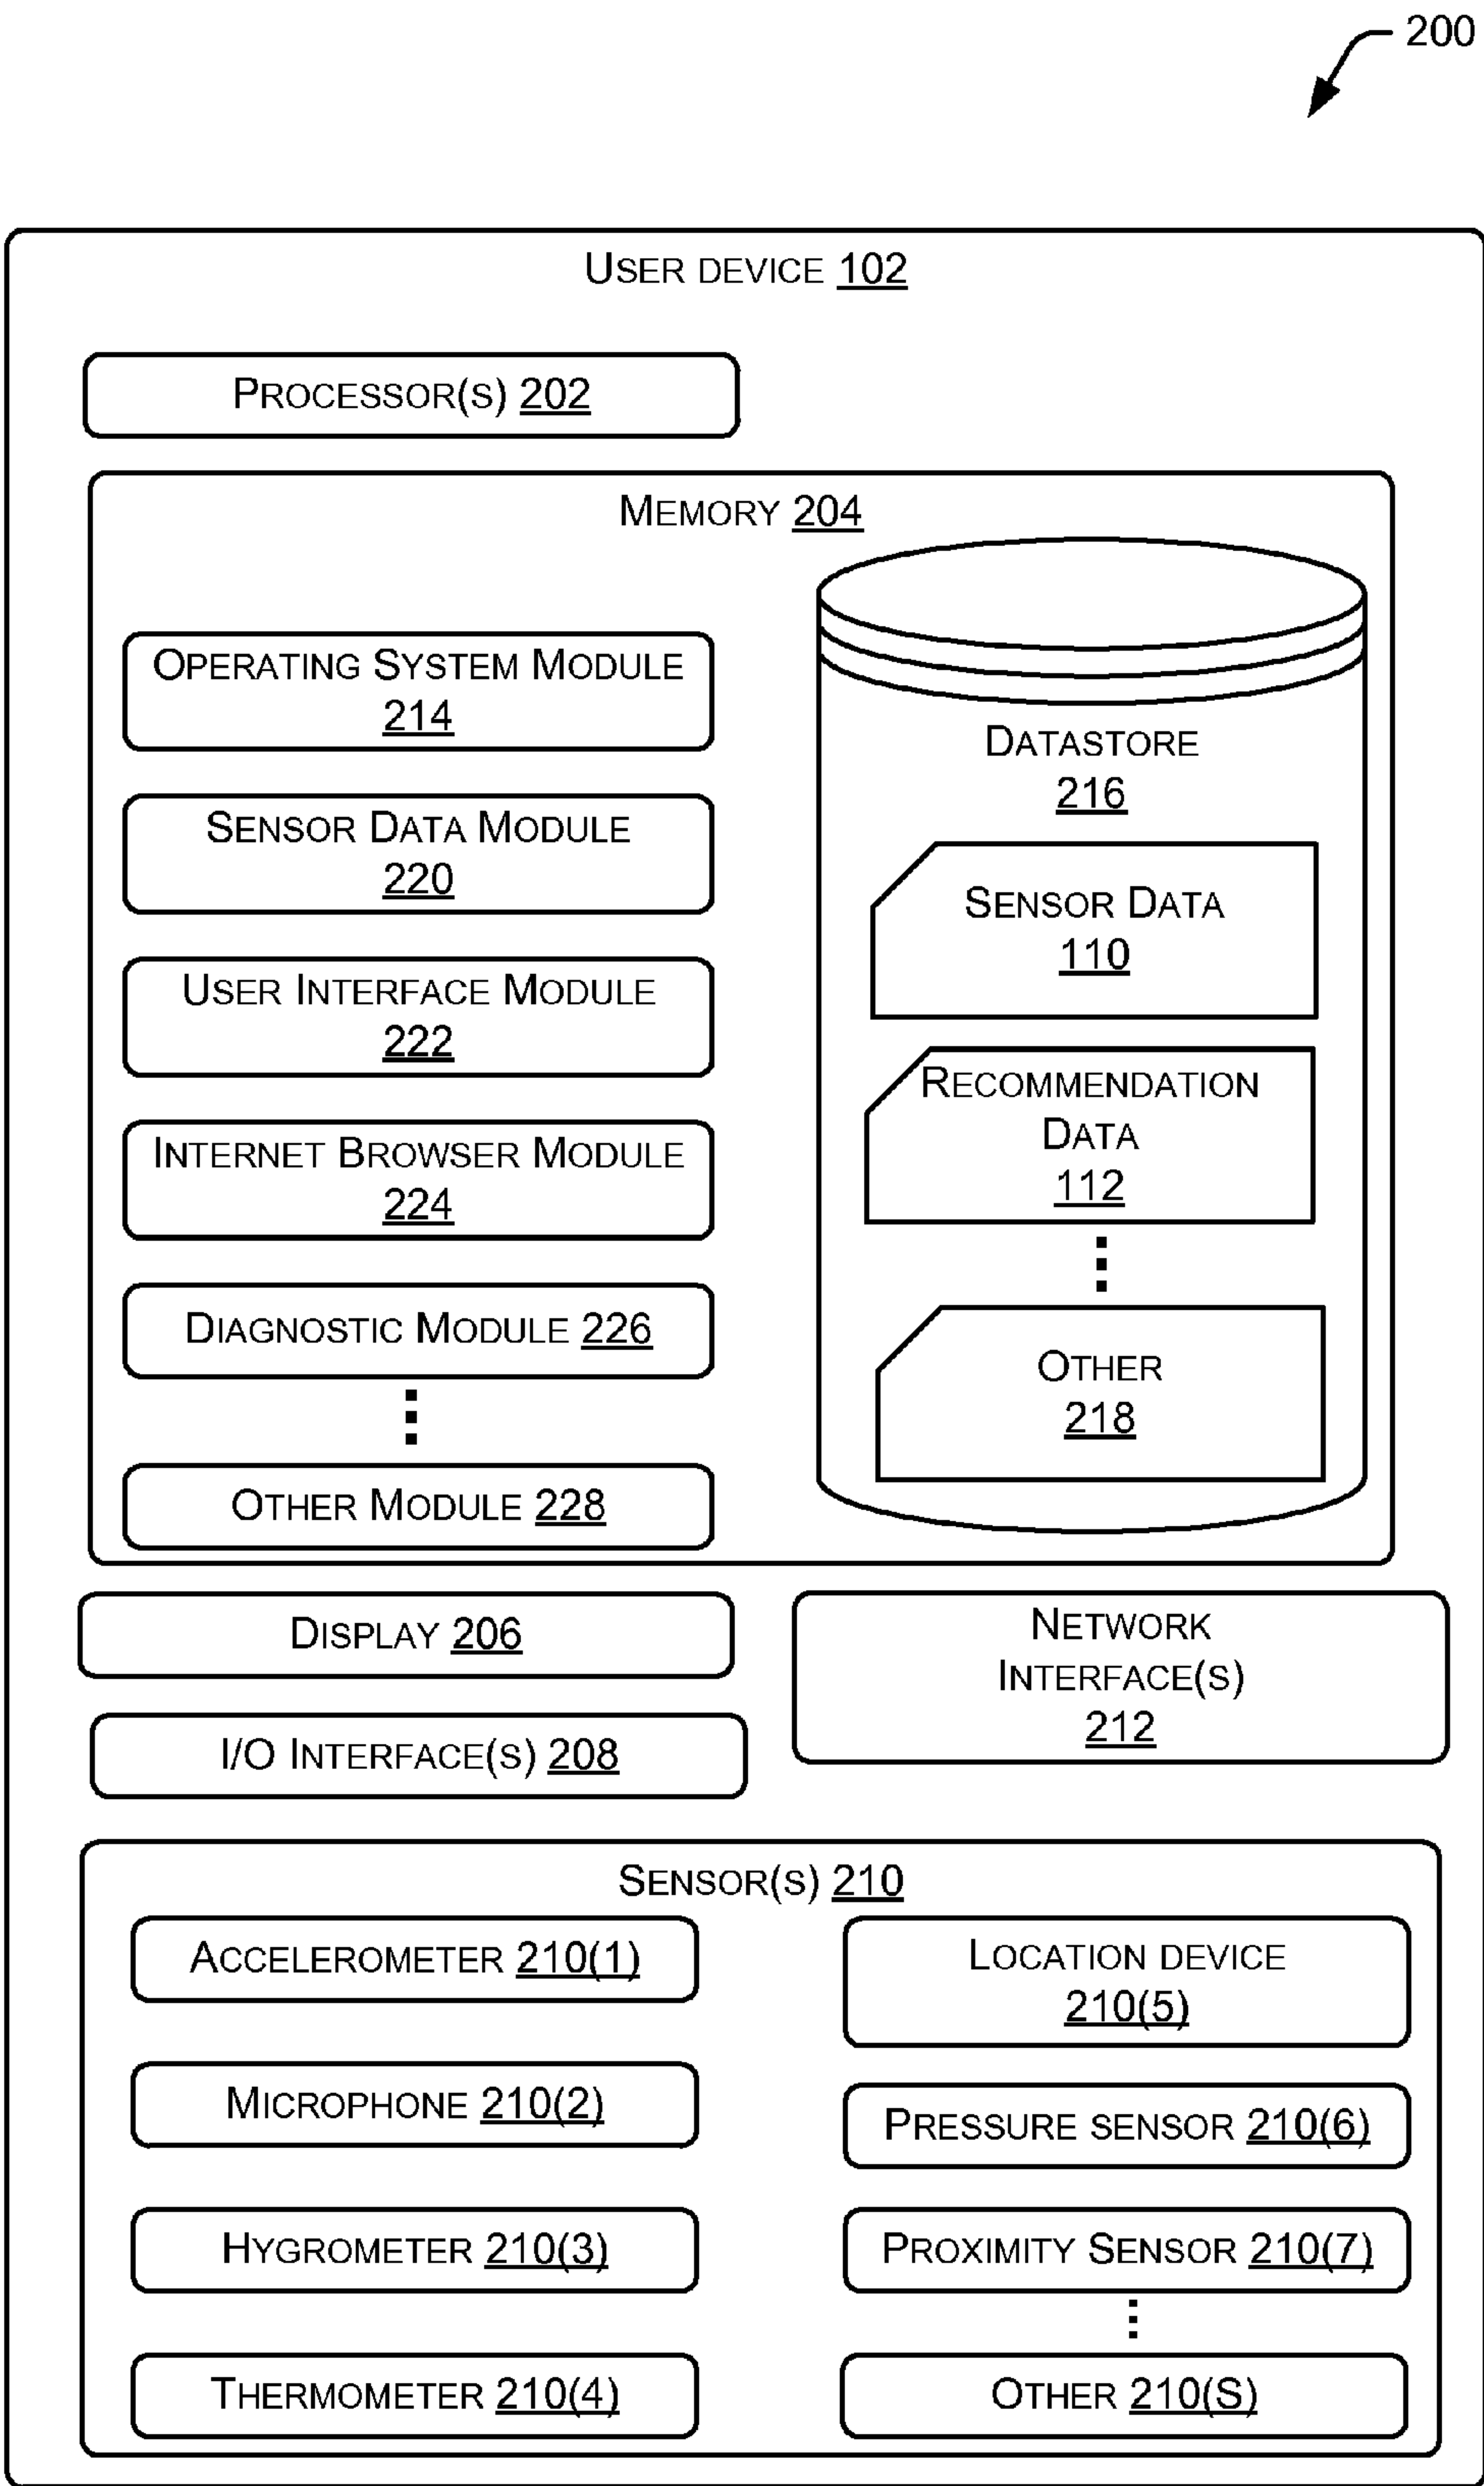 200
USER DEVICE 102
PROCESSOR(S) 202
MEMORY 204
OPERATING SYSTEM MODULE
214
SENSOR DATA MODULE
220
USER INTERFACE MODULE
222
INTERNET BROWSER MODULE
224
DIAGNOSTIC MODULE 226
OTHER MODULE 228
DATASTORE
216
SENSOR DATA
110
RECOMMENDATION
DATA
112
OTHER
218
DISPLAY 206
I/O INTERFACE(S) 208
NETWORK
INTERFACE(S)
212
SENSOR(S) 210
ACCELEROMETER 210(1)
MICROPHONE 210(2)
HYGROMETER 210(3)
THERMOMETER 210(4)
LOCATION DEVICE
210(5)
PRESSURE SENSOR 210(6)
PROXIMITY SENSOR 210(7)
OTHER 210(S)